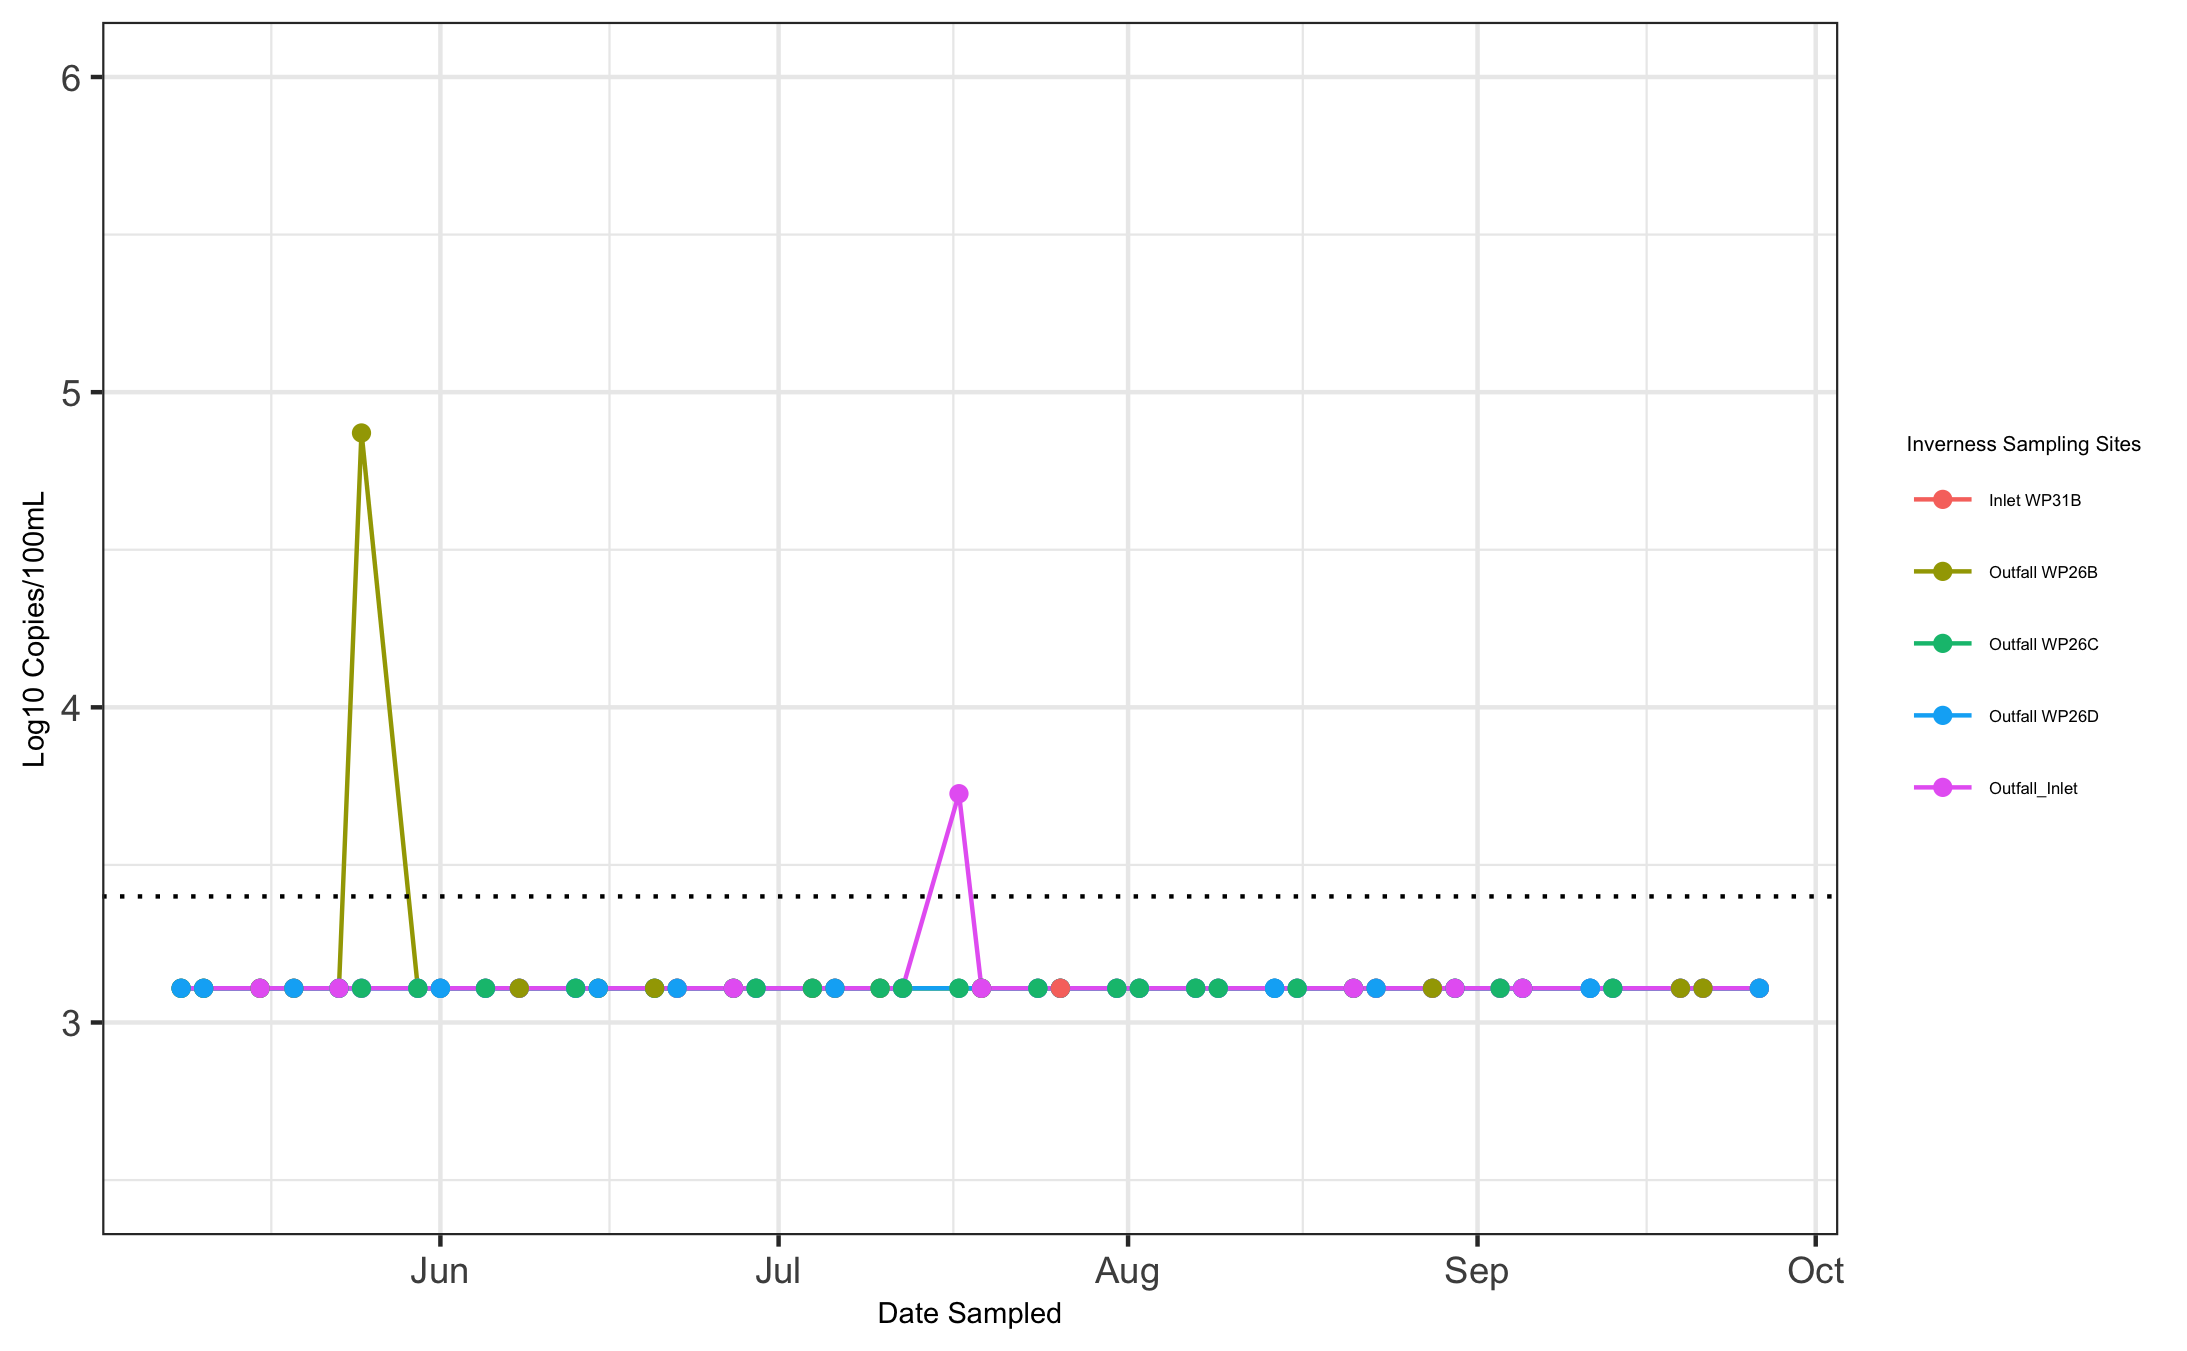 6
5
4
3
Log10 Copies/100mL
Jun
Jul
Aug
Sep
Oct
Date Sampled
Inverness Sampling Sites
Inlet WP31B
Outfall WP26B
Outfall WP26C
Outfall WP26D
Outfall_Inlet